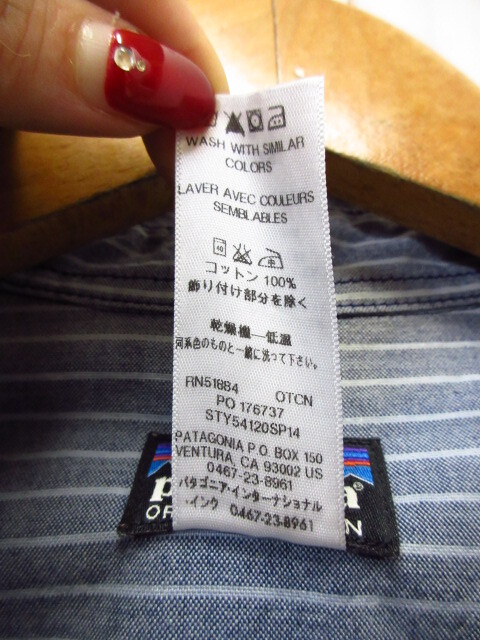 WASH WITH SIMILAR
COLORS
LAVER AVEC COULEURS
SEMBLABLES
40
コットン 100%
飾り付け部分を除く
乾燥機―低温
同系色のものと一緒に洗って下さい。
RN51884 OTCN
PO 176737
STY54120SP14
PATAGONIA P.O. BOX 150
VENTURA, CA 93002 US
0467-23-8961
パタゴニア・インターナショナル
・インク 0467-23-8961